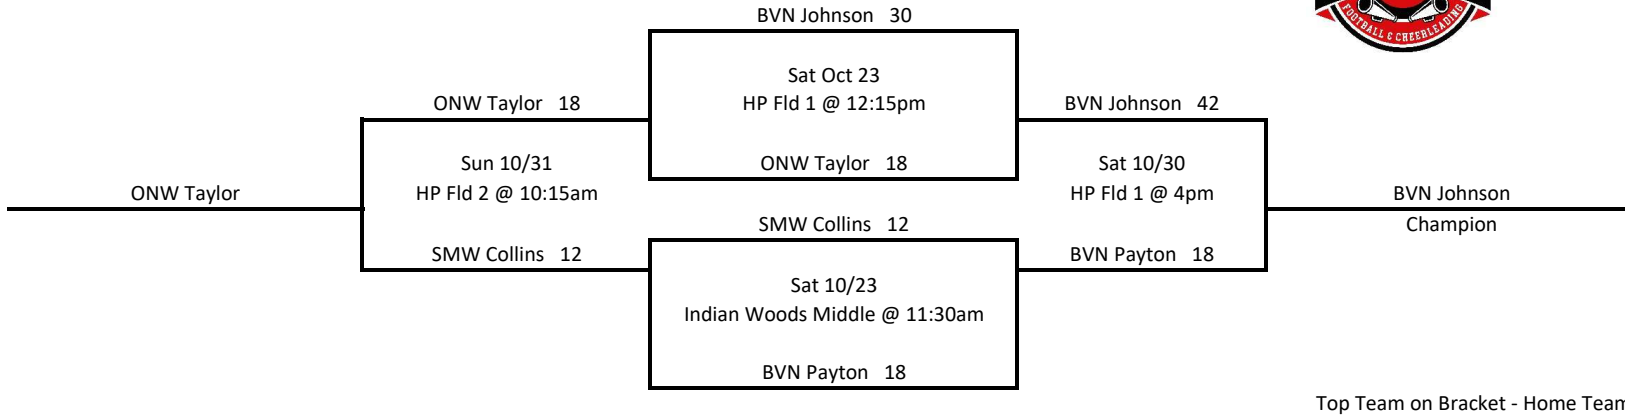 BVN Johnson 30
FOOTBALL & CHEERLEADING
Sat Oct 23
ONW Taylor 18
HP Fld 1 @ 12:15pm
BVN Johnson 42
Sun 10/31
ONW Taylor 18
Sat 10/30
ONW Taylor
HP Fld 2 @ 10:15am
HP Fld 1 @ 4pm
BVN Johnson
SMW Collins 12
Champion
SMW Collins 12
BVN Payton 18
Sat 10/23
Indian Woods Middle @ 11:30am
BVN Payton 18
Top Team on Bracket - Home Team